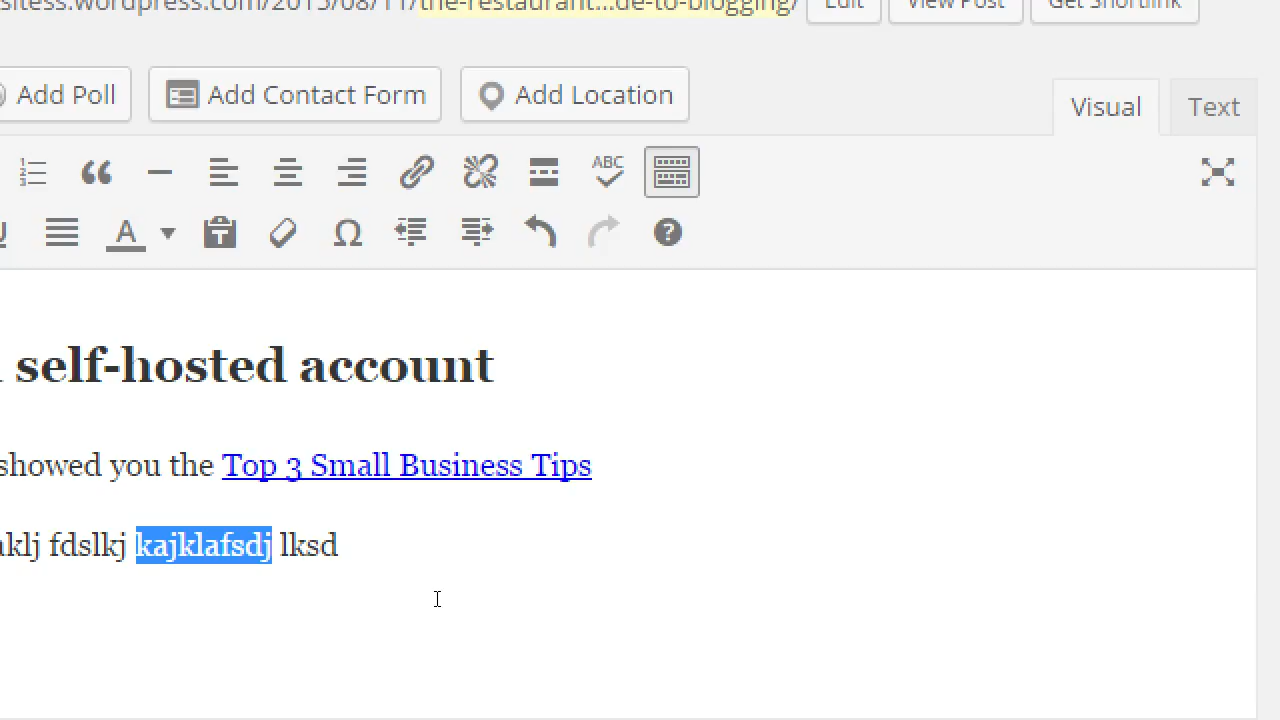 sitess.wordpress.com/2015/08/11/the-restaurant...de-to-blogging/ Edit View Post Get Shortlink
Add Poll Add Contact Form Add Location
Visual Text
ABC
self-hosted account
showed you the Top 3 Small Business Tips
aklj fdslkj kajklafsdj lksd